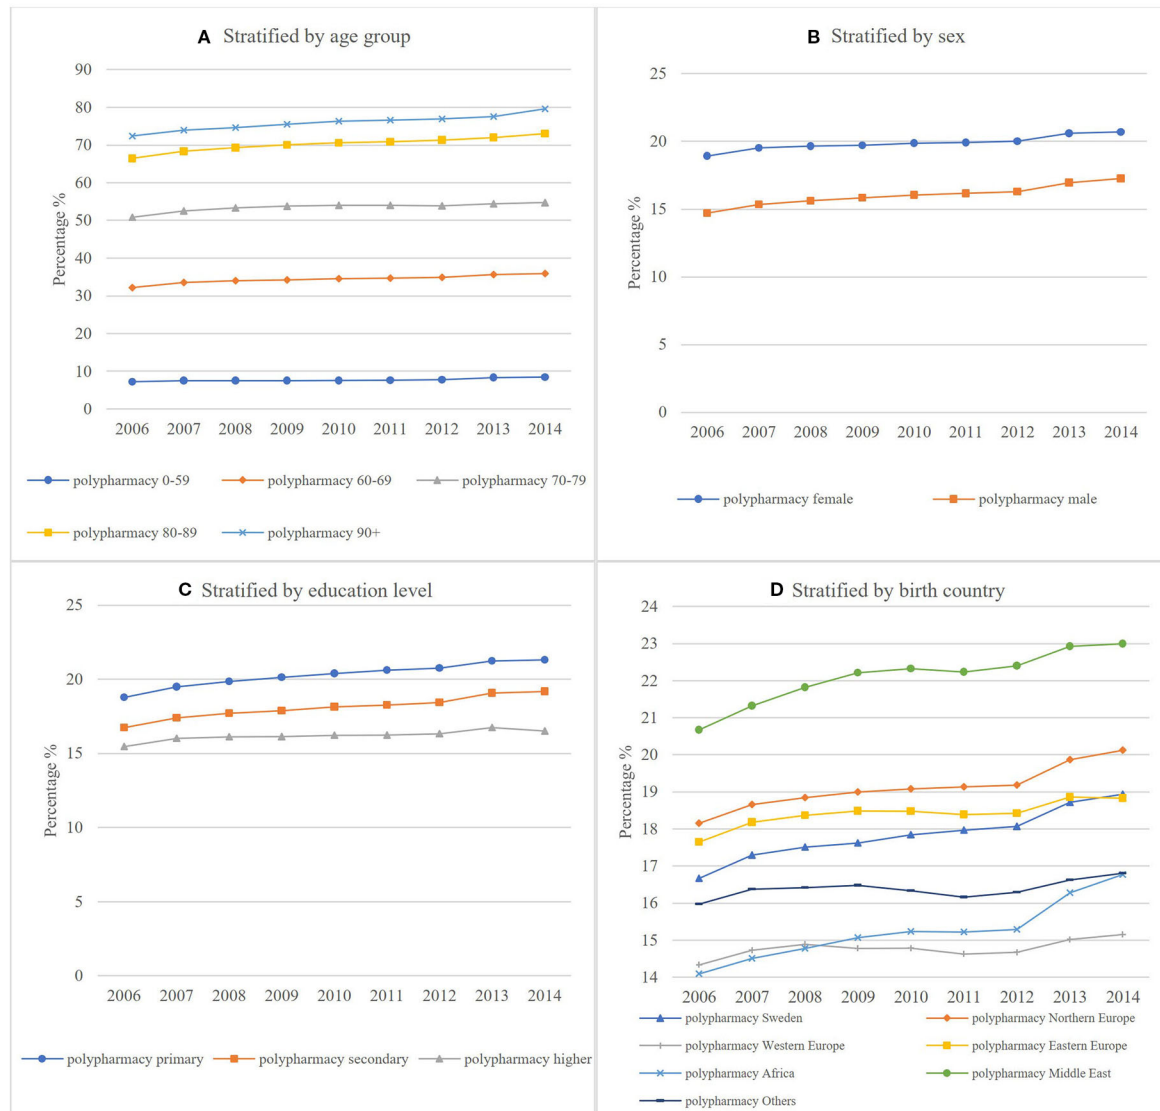 A Stratified by age group
Percentage %
90
80
70
60
50
40
30
20
10
0
2006 2007 2008 2009 2010 2011 2012 2013 2014
polypharmacy 0-59 polypharmacy 60-69 polypharmacy 70-79
polypharmacy 80-89 polypharmacy 90+
B Stratified by sex
Percentage %
25
20
15
10
5
0
2006 2007 2008 2009 2010 2011 2012 2013 2014
polypharmacy female polypharmacy male
C Stratified by education level
Percentage %
25
20
15
10
5
0
2006 2007 2008 2009 2010 2011 2012 2013 2014
polypharmacy primary polypharmacy secondary polypharmacy higher
D Stratified by birth country
Percentage %
24
23
22
21
20
19
18
17
16
15
14
2006 2007 2008 2009 2010 2011 2012 2013 2014
polypharmacy Sweden polypharmacy Northern Europe
polypharmacy Western Europe polypharmacy Eastern Europe
polypharmacy Africa polypharmacy Middle East
polypharmacy Others